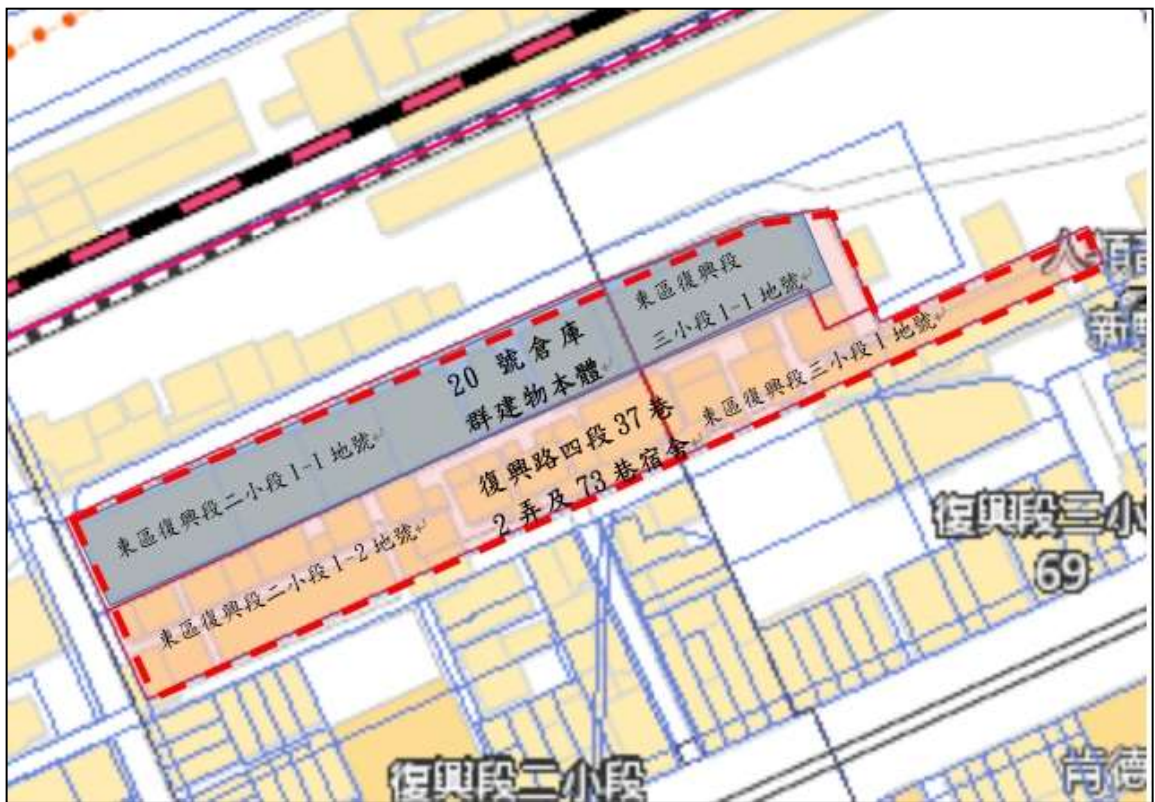 東區復興段
三小段 1-1 地號
20 號倉庫
群建物本體
東區復興段二小段1-1 地號
復興路四段 37 巷
2 弄及 73 巷宿舍
東區復興段三小段 1 地號
東區復興段二小段 1-2 地號
復興段三小
69
復興段二小段
肯德